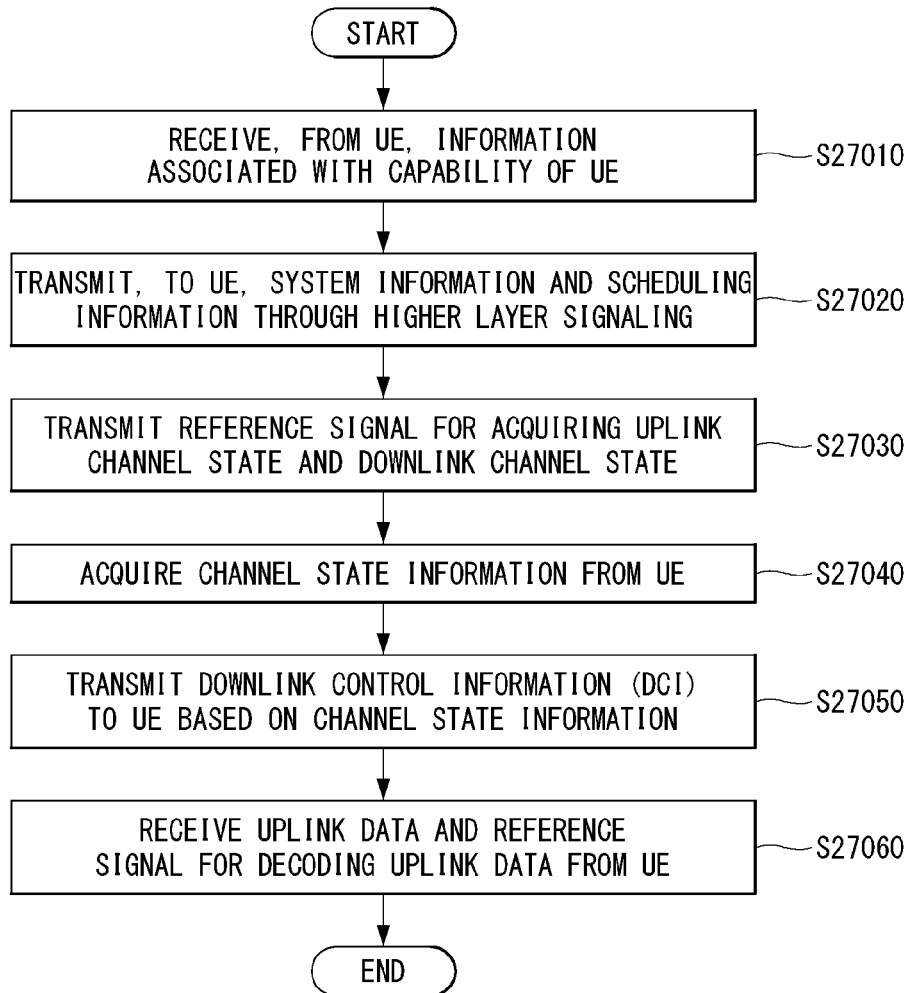 START
RECEIVE, FROM UE, INFORMATION
ASSOCIATED WITH CAPABILITY OF UE
S27010
TRANSMIT, TO UE, SYSTEM INFORMATION AND SCHEDULING
INFORMATION THROUGH HIGHER LAYER SIGNALING
S27020
TRANSMIT REFERENCE SIGNAL FOR ACQUIRING UPLINK
CHANNEL STATE AND DOWNLINK CHANNEL STATE
S27030
ACQUIRE CHANNEL STATE INFORMATION FROM UE
S27040
TRANSMIT DOWNLINK CONTROL INFORMATION (DCI)
TO UE BASED ON CHANNEL STATE INFORMATION
S27050
RECEIVE UPLINK DATA AND REFERENCE
SIGNAL FOR DECODING UPLINK DATA FROM UE
S27060
END